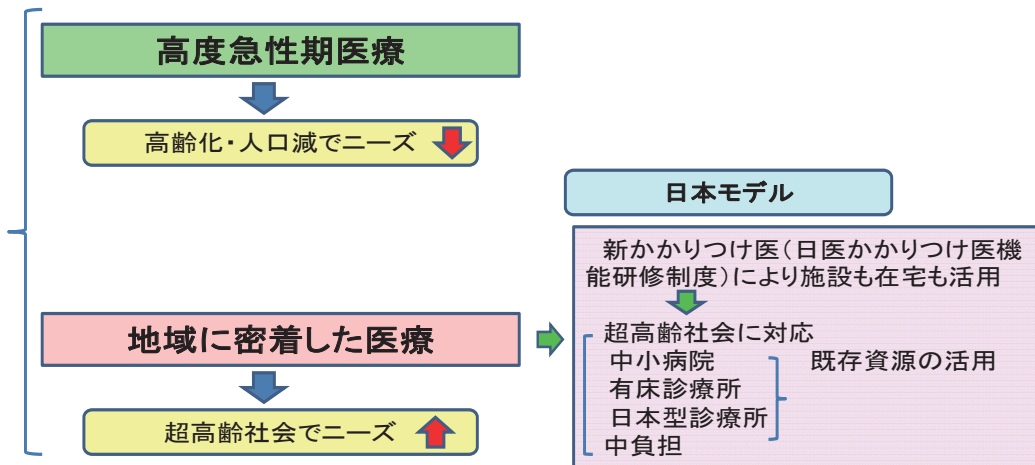 高度急性期医療
高齢化・人口減でニーズ
地域に密着した医療
超高齢社会でニーズ
日本モデル
新かかりつけ医（日医かかりつけ医機
能研修制度）により施設も在宅も活用
超高齢社会に対応
中小病院
既存資源の活用
有床診療所
日本型診療所
中負担